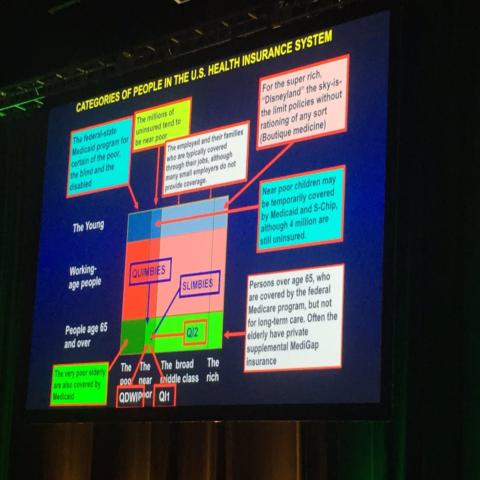 CATEGORIES OF PEOPLE IN THE U.S. HEALTH INSURANCE SYSTEM
The federal-state
Medicaid program for
certain of the poor,
the blind and the
disabled
The millions of
uninsured tend to
be near poor
The employed and their families
who are typically covered
through their jobs, although
many small employers do not
provide coverage.
For the super rich,
"Disneyland" the sky-is-
the limit policies without
rationing of any sort
(Boutique medicine)
Near poor children may
be temporarily covered
by Medicaid and S-Chip,
although 4 million are
still uninsured.
The Young
Working-
age people
People age 65
and over
QUIMBIES
SLIMBIES
QI2
Persons over age 65, who
are covered by the federal
Medicare program, but not
for long-term care. Often the
elderly have private
supplemental MediGap
insurance
The very poor elderly
are also covered by
Medicaid
The
poor
The
near
poor
The broad
middle class
The
rich
QDWI
QI1